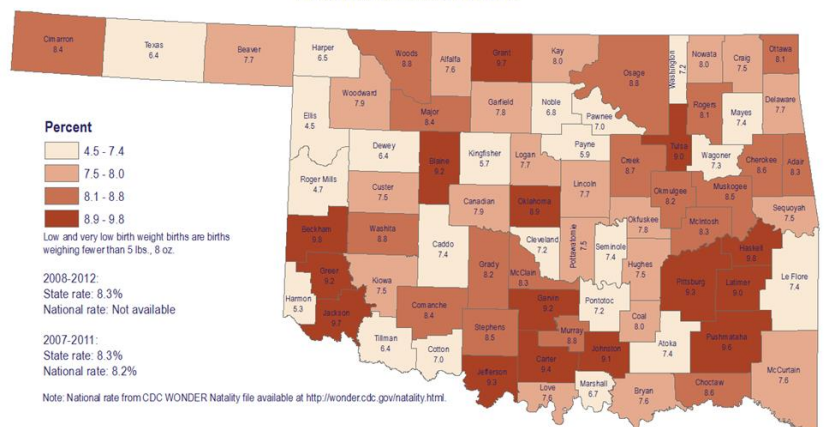 Cimarron
8.4
Texas
6.4
Beaver
7.7
Harper
6.5
Woods
8.8
Alfalfa
7.6
Grant
9.7
Kay
8.0
Osage
8.8
Washington
7.2
Nowata
8.0
Craig
7.5
Ottawa
8.1
Woodward
7.9
Major
8.4
Garfield
7.8
Noble
6.8
Pawnee
7.0
Rogers
8.1
Mayes
7.4
Delaware
7.7
Ellis
4.5
Dewey
6.4
Blaine
9.3
Kingfisher
5.7
Logan
7.7
Payne
5.9
Creek
8.7
Tulsa
9.0
Wagoner
7.3
Cherokee
8.6
Adair
8.3
Roger Mills
4.7
Custer
7.5
Canadian
7.9
Oklahoma
8.9
Lincoln
7.7
Okmulgee
8.2
Muskogee
8.5
Sequoyah
7.5
Okfuskee
7.8
McIntosh
8.3
Beckham
9.8
Washita
8.8
Caddo
7.4
Grady
8.2
Cleveland
7.2
McClain
8.3
Pottawatomie
7.5
Seminole
7.4
Hughes
7.5
Haskell
8.8
Pittsburg
9.3
Latimer
9.0
Le Flore
7.4
Greer
9.2
Kiowa
7.5
Harmon
5.3
Jackson
9.7
Comanche
8.4
Stephens
8.5
Garvin
9.2
Murray
8.8
Pontotoc
7.2
Coal
8.0
Tillman
6.4
Cotton
7.0
Jefferson
9.3
Carter
9.4
Johnston
9.1
Atoka
7.4
Pushmataha
9.6
McCurtain
7.6
Love
7.6
Marshall
6.7
Bryan
7.6
Choctaw
8.6
Percent
4.5 - 7.4
7.5 - 8.0
8.1 - 8.8
8.9 - 9.8
Low and very low birth weight births are births
weighing fewer than 5 lbs., 8 oz.
2008-2012:
State rate: 8.3%
National rate: Not available
2007-2011:
State rate: 8.3%
National rate: 8.2%
Note: National rate from CDC WONDER Natality file available at http://wonder.cdc.gov/natality.html.